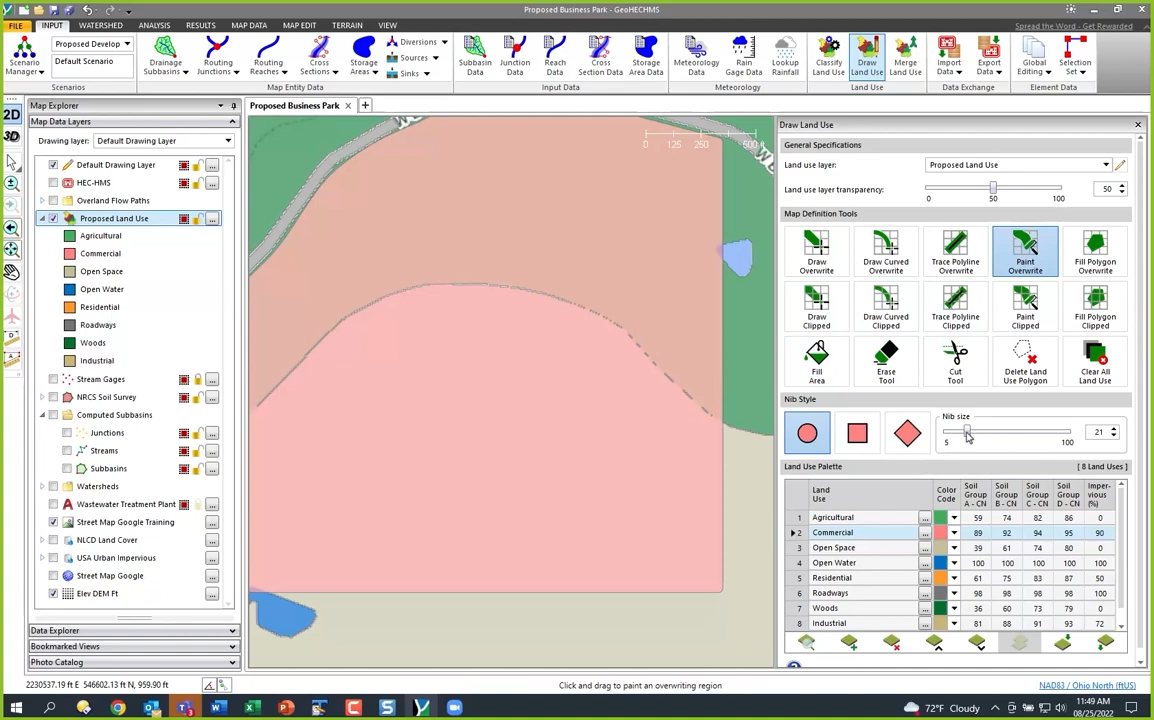 Proposed Business Park - GeoHECHMS
FILE INPUT WATERSHED ANALYSIS RESULTS MAP DATA MAP EDIT TERRAIN VIEW
Spread the Word - Get Rewarded
Scenario Manager
Proposed Develop
Default Scenario
Drainage Subbasins
Routing Junctions
Routing Reaches
Cross Sections
Storage Areas
Diversions
Sources
Sinks
Subbasin Data
Junction Data
Reach Data
Cross Section Data
Storage Area Data
Meteorology Data
Rain Gage Data
Lookup Rainfall
Classify Land Use
Draw Land Use
Merge Land Use
Import Data
Export Data
Global Editing
Selection Set
Scenarios
Map Entity Data
Input Data
Meteorology
Land Use
Data Exchange
Element Data
2D
3D
Map Explorer
Map Data Layers
Drawing layer: Default Drawing Layer
Default Drawing Layer
HEC-HMS
Overland Flow Paths
Proposed Land Use
Agricultural
Commercial
Open Space
Open Water
Residential
Roadways
Woods
Industrial
Stream Gages
NRCS Soil Survey
Computed Subbasins
Junctions
Streams
Subbasins
Watersheds
Wastewater Treatment Plant
Street Map Google Training
NLCD Land Cover
USA Urban Impervious
Street Map Google
Elev DEM Ft
Data Explorer
Bookmarked Views
Photo Catalog
Proposed Business Park
0 125 250 500
Draw Land Use
General Specifications
Land use layer: Proposed Land Use
Land use layer transparency: 50
0 50 100
Map Definition Tools
Draw Overwrite
Draw Curved Overwrite
Trace Polyline Overwrite
Paint Overwrite
Fill Polygon Overwrite
Draw Clipped
Draw Curved Clipped
Trace Polyline Clipped
Paint Clipped
Fill Polygon Clipped
Fill Area
Erase Tool
Cut Tool
Delete Land Use Polygon
Clear All Land Use
Nib Style
Nib size
21
5 100
Land Use Palette [ 8 Land Uses ]
Land Use Color Code Soil Group A - CN Soil Group B - CN Soil Group C - CN Soil Group D - CN Imper-vious (%)
1 Agricultural 59 74 82 86 0
2 Commercial 89 92 94 95 90
3 Open Space 39 61 74 80 0
4 Open Water 100 100 100 100 100
5 Residential 61 75 83 87 50
6 Roadways 98 98 98 98 100
7 Woods 36 60 73 79 0
8 Industrial 81 88 91 93 72
2230537.19 ft E 546602.13 ft N, 959.90 ft
Click and drag to paint an overwriting region
NAD83 / Ohio North (ftUS)
72°F Cloudy
11:49 AM
08/25/2022